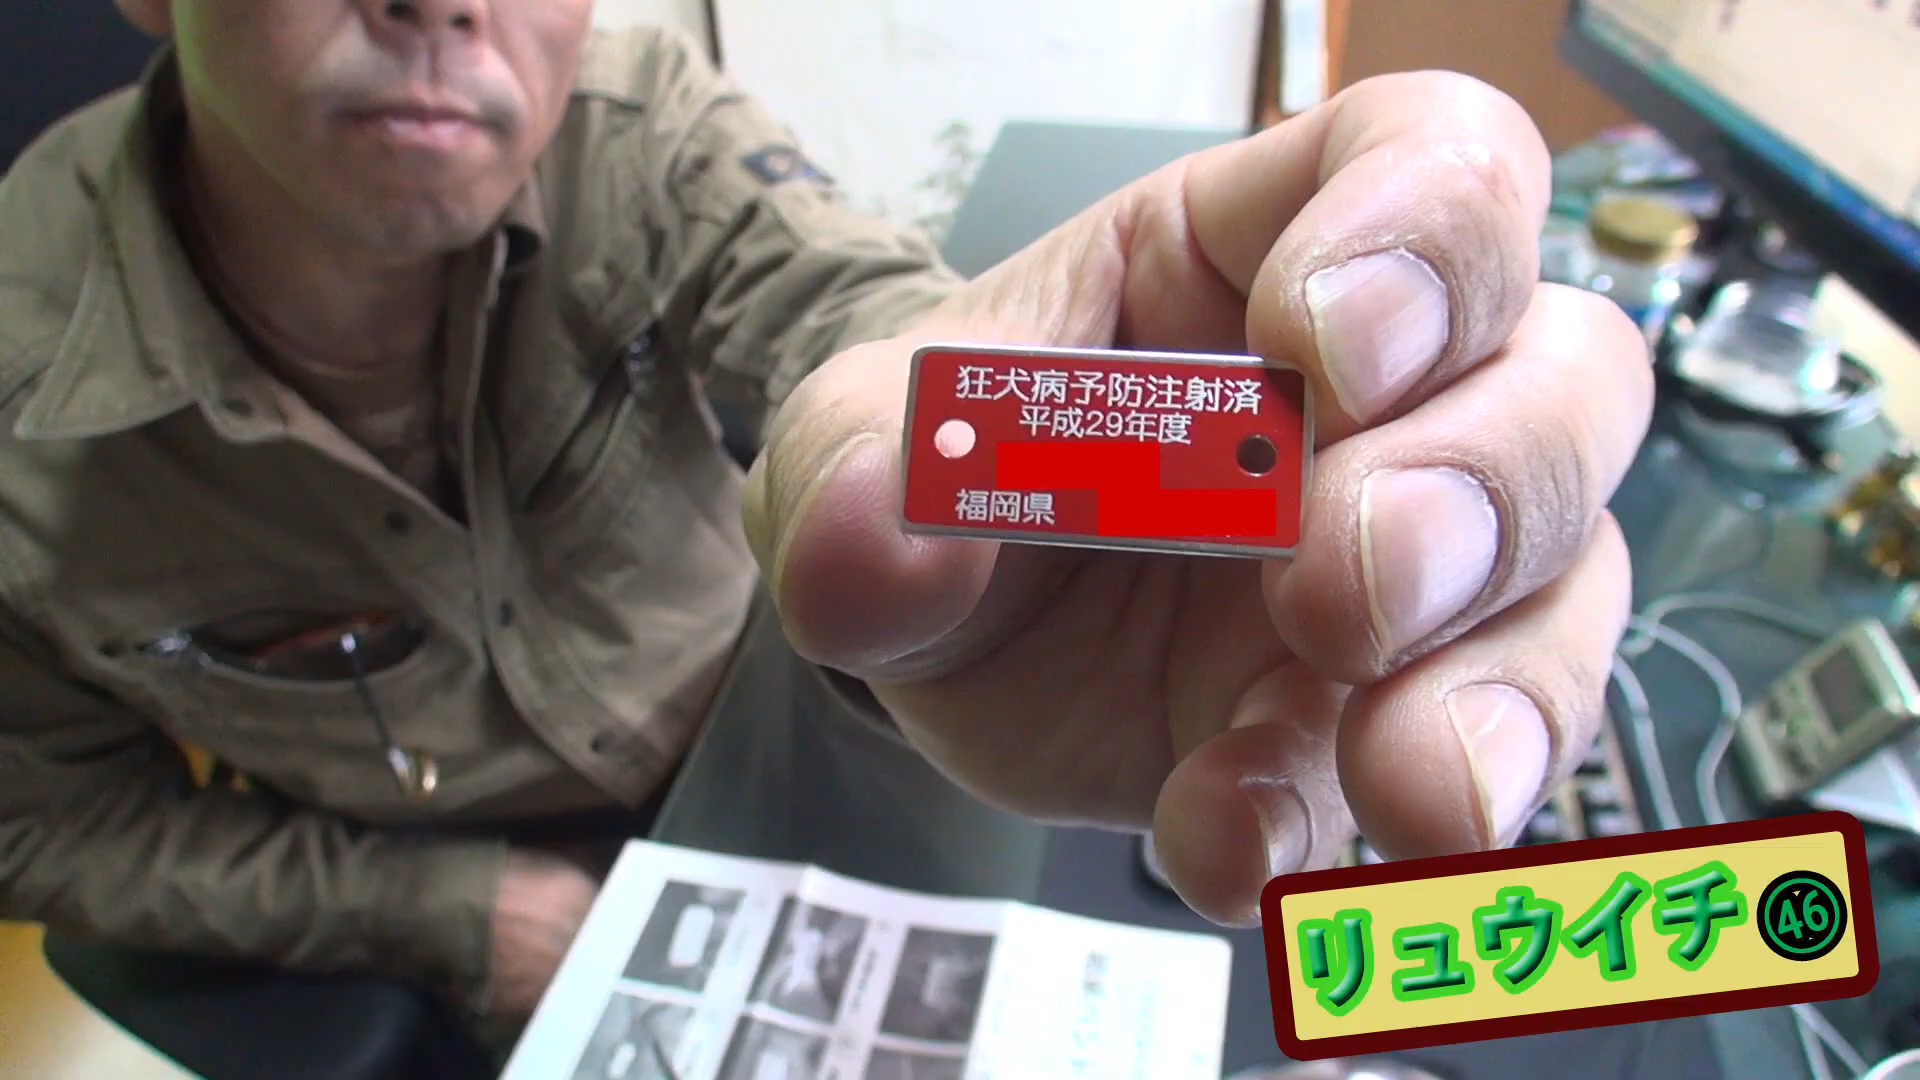 狂犬病予防注射済
平成29年度
福岡県
リュウイチ㊻